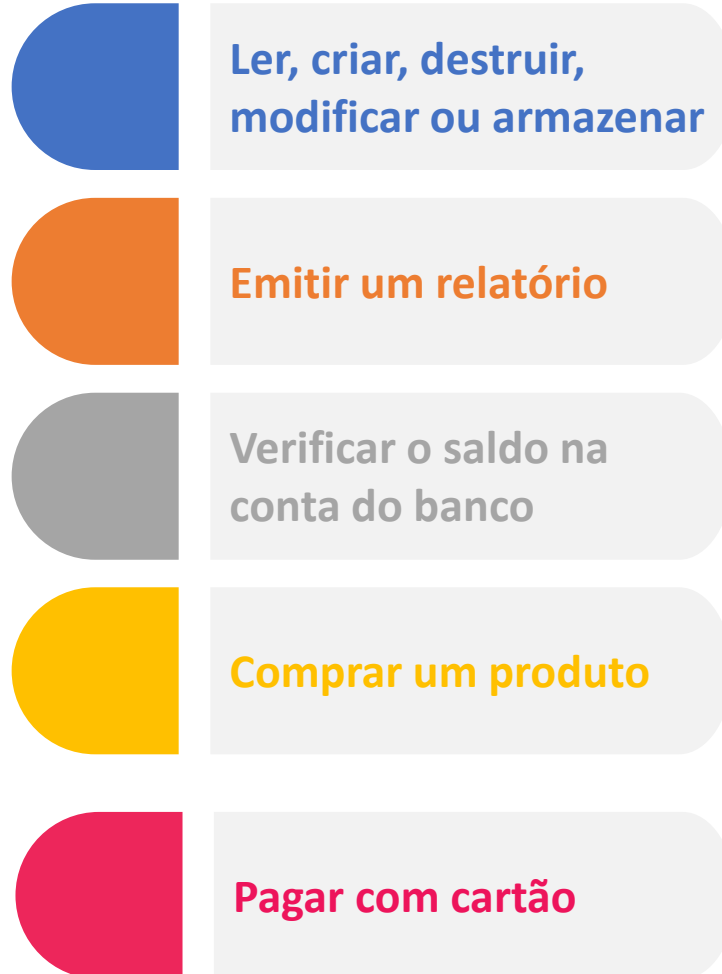 Ler, criar, destruir,
modificar ou armazenar
Emitir um relatório
Verificar o saldo na
conta do banco
Comprar um produto
Pagar com cartão